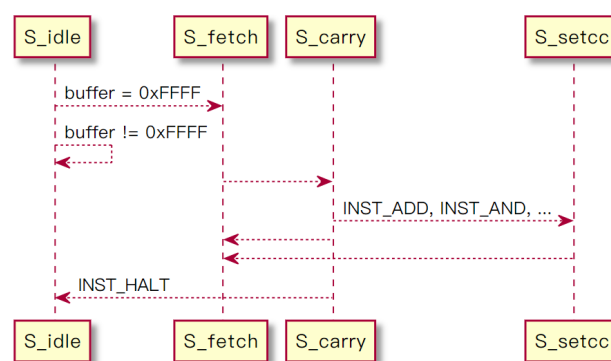 S_idle S_fetch S_carry S_setcc
buffer = 0xFFFF
buffer != 0xFFFF
INST_ADD, INST_AND, ...
INST_HALT
S_idle S_fetch S_carry S_setcc